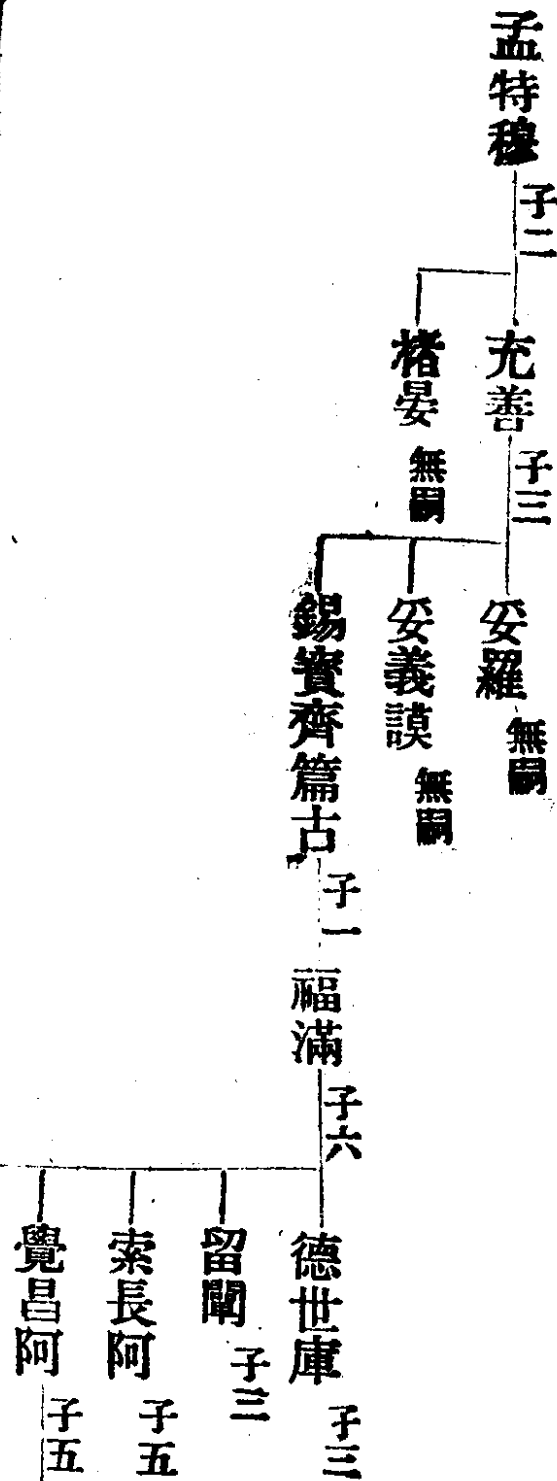 孟特穆
子二
充善
子三
褚晏
無嗣
妥羅
無嗣
妥義謨
無嗣
錫寶齊篇古
子一
福滿
子六
德世庫
子三
留闡
子三
索長阿
子五
覺昌阿
子五